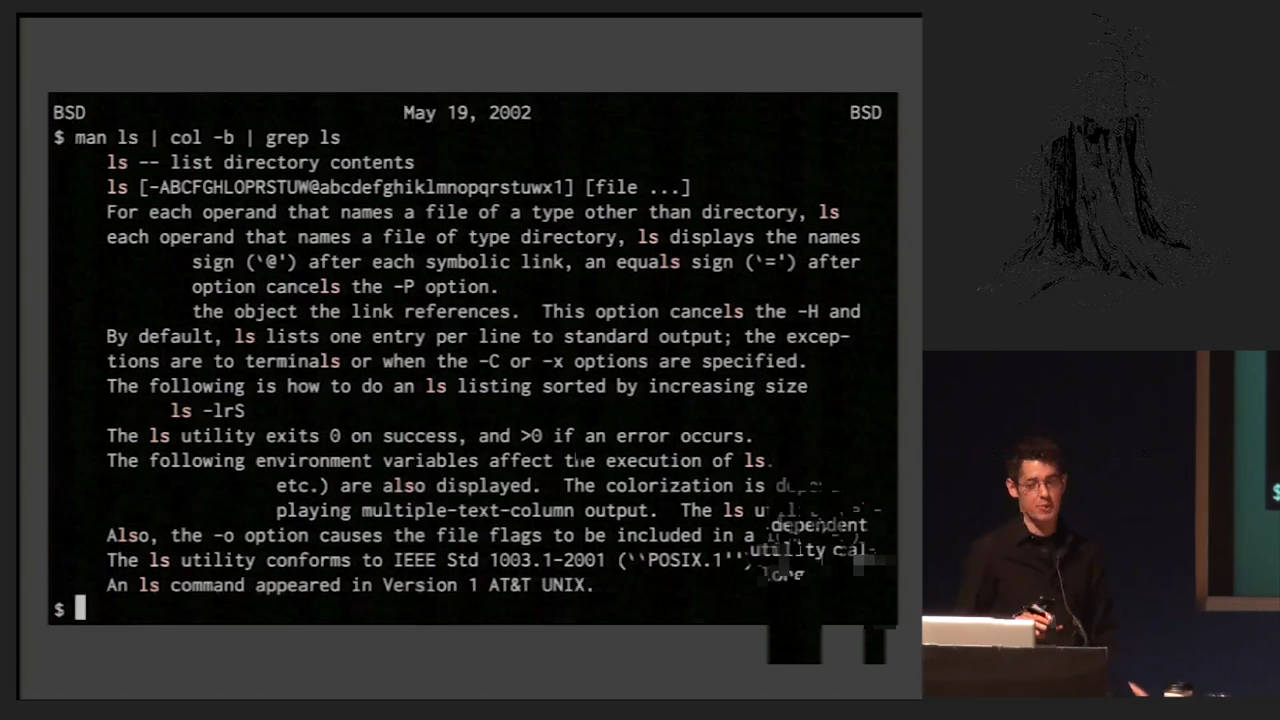 BSD May 19, 2002 BSD
$ man ls | col -b | grep ls
ls -- list directory contents
ls [-ABCFGHLOPRSTUW@abcdefghiklmnopqrstuwx1] [file ...]
For each operand that names a file of a type other than directory, ls
each operand that names a file of type directory, ls displays the names
sign (`@') after each symbolic link, an equals sign (`=') after
option cancels the -P option.
the object the link references. This option cancels the -H and
By default, ls lists one entry per line to standard output; the excep-
tions are to terminals or when the -C or -x options are specified.
The following is how to do an ls listing sorted by increasing size
ls -lrS
The ls utility exits 0 on success, and >0 if an error occurs.
The following environment variables affect the execution of ls.
etc.) are also displayed. The colorization is dependent
playing multiple-text-column output. The ls utility cal-
Also, the -o option causes the file flags to be included in a long
The ls utility conforms to IEEE Std 1003.1-2001 (``POSIX.1'')
An ls command appeared in Version 1 AT&T UNIX.
$
$